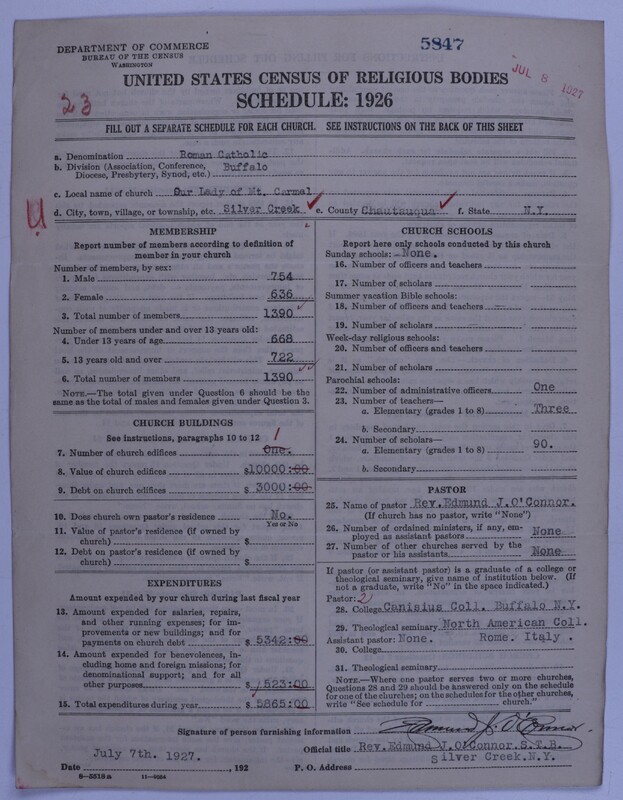 DEPARTMENT OF COMMERCE
BUREAU OF THE CENSUS
WASHINGTON
5847
JUL 8 1927
23
UNITED STATES CENSUS OF RELIGIOUS BODIES
SCHEDULE: 1926
FILL OUT A SEPARATE SCHEDULE FOR EACH CHURCH. SEE INSTRUCTIONS ON THE BACK OF THIS SHEET
a. Denomination Roman Catholic
b. Division (Association, Conference, Diocese, Presbytery, Synod, etc.) Buffalo
c. Local name of church Our Lady of Mt. Carmel
U
d. City, town, village, or township, etc. Silver Creek e. County Chautauqua f. State N.Y.
MEMBERSHIP
Report number of members according to definition of
member in your church
Number of members, by sex:
1. Male 754
2. Female 636
3. Total number of members 1390
Number of members under and over 13 years old:
4. Under 13 years of age 668
5. 13 years old and over 722
6. Total number of members 1390
NOTE.—The total given under Question 6 should be
same as the total of males and females given under Question 3.
CHURCH BUILDINGS
See instructions, paragraphs 10 to 12
7. Number of church edifices One. 1
8. Value of church edifices $10000:00
9. Debt on church edifices $ 3000:00
10. Does church own pastor's residence No.
Yes or No
11. Value of pastor's residence (if owned by
church) $
12. Debt on pastor's residence (if owned by
church) $
EXPENDITURES
Amount expended by your church during last fiscal year
13. Amount expended for salaries, repairs,
and other running expenses; for im-
provements or new buildings; and for
payments on church debt $ 5342:00
14. Amount expended for benevolences, in-
cluding home and foreign missions; for
denominational support; and for all
other purposes $ 523:00
15. Total expenditures during year $ 5865:00
CHURCH SCHOOLS
Report here only schools conducted by this church
Sunday schools: None.
16. Number of officers and teachers
17. Number of scholars
Summer vacation Bible schools:
18. Number of officers and teachers
19. Number of scholars
Week-day religious schools:
20. Number of officers and teachers
21. Number of scholars
Parochial schools:
22. Number of administrative officers One
23. Number of teachers—
a. Elementary (grades 1 to 8) Three
b. Secondary
24. Number of scholars—
a. Elementary (grades 1 to 8) 90.
b. Secondary
PASTOR
25. Name of pastor Rev.Edmund J.O'Connor.
(If church has no pastor, write "None")
26. Number of ordained ministers, if any, em-
ployed as assistant pastors None
27. Number of other churches served by the
pastor or his assistants None
If pastor (or assistant pastor) is a graduate of a college or
theological seminary, give name of institution below. (If
not a graduate, write "No" in the space indicated.)
Pastor: 2
28. College Canisius Coll. Buffalo N.Y.
29. Theological seminary North American Coll.
Assistant pastor: None. Rome. Italy .
30. College
31. Theological seminary
NOTE.—Where one pastor serves two or more churches,
Questions 28 and 29 should be answered only on the schedule
for one of the churches; on the schedules for the other churches,
write "See schedule for church."
Signature of person furnishing information Edmund J. O'Connor.
July 7th. 1927. Official title Rev.Edmund J.O'Connor.S.T.B.
Silver Creek.N.Y.
Date , 192 P. O. Address
6—5518a 11—9054